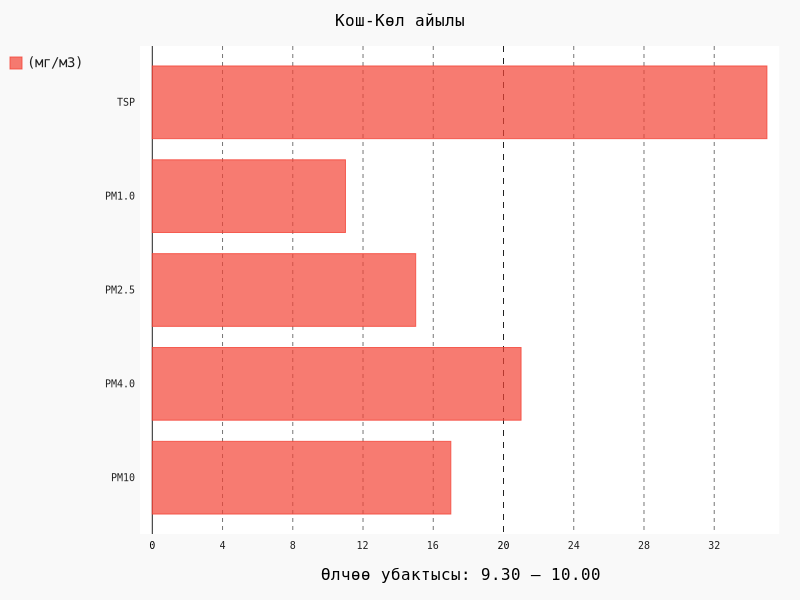 Кош-Көл айылы
(мг/м3)
TSP
PM1.0
PM2.5
PM4.0
PM10
0 4 8 12 16 20 24 28 32
Өлчөө убактысы: 9.30 – 10.00